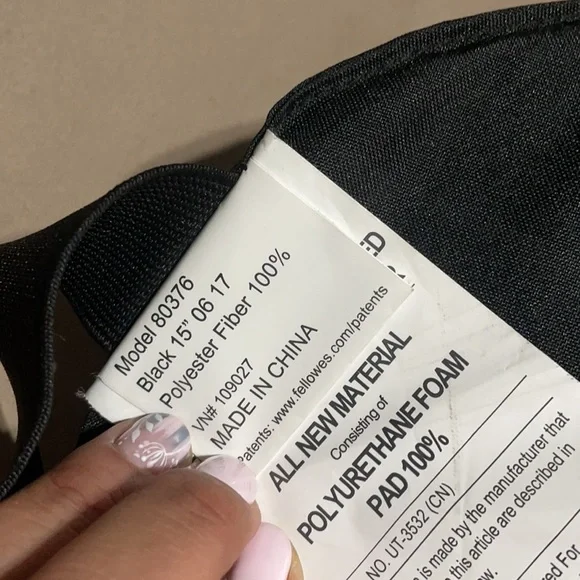 Model 80376
Black 15" 06 17
Polyester Fiber 100%
VN# 109027
MADE IN CHINA
Patents: www.fellowes.com/patents
ALL NEW MATERIAL
Consisting of
POLYURETHANE FOAM
PAD 100%
NO. UT-3532 (CN)
is made by the manufacturer that
this article are described in